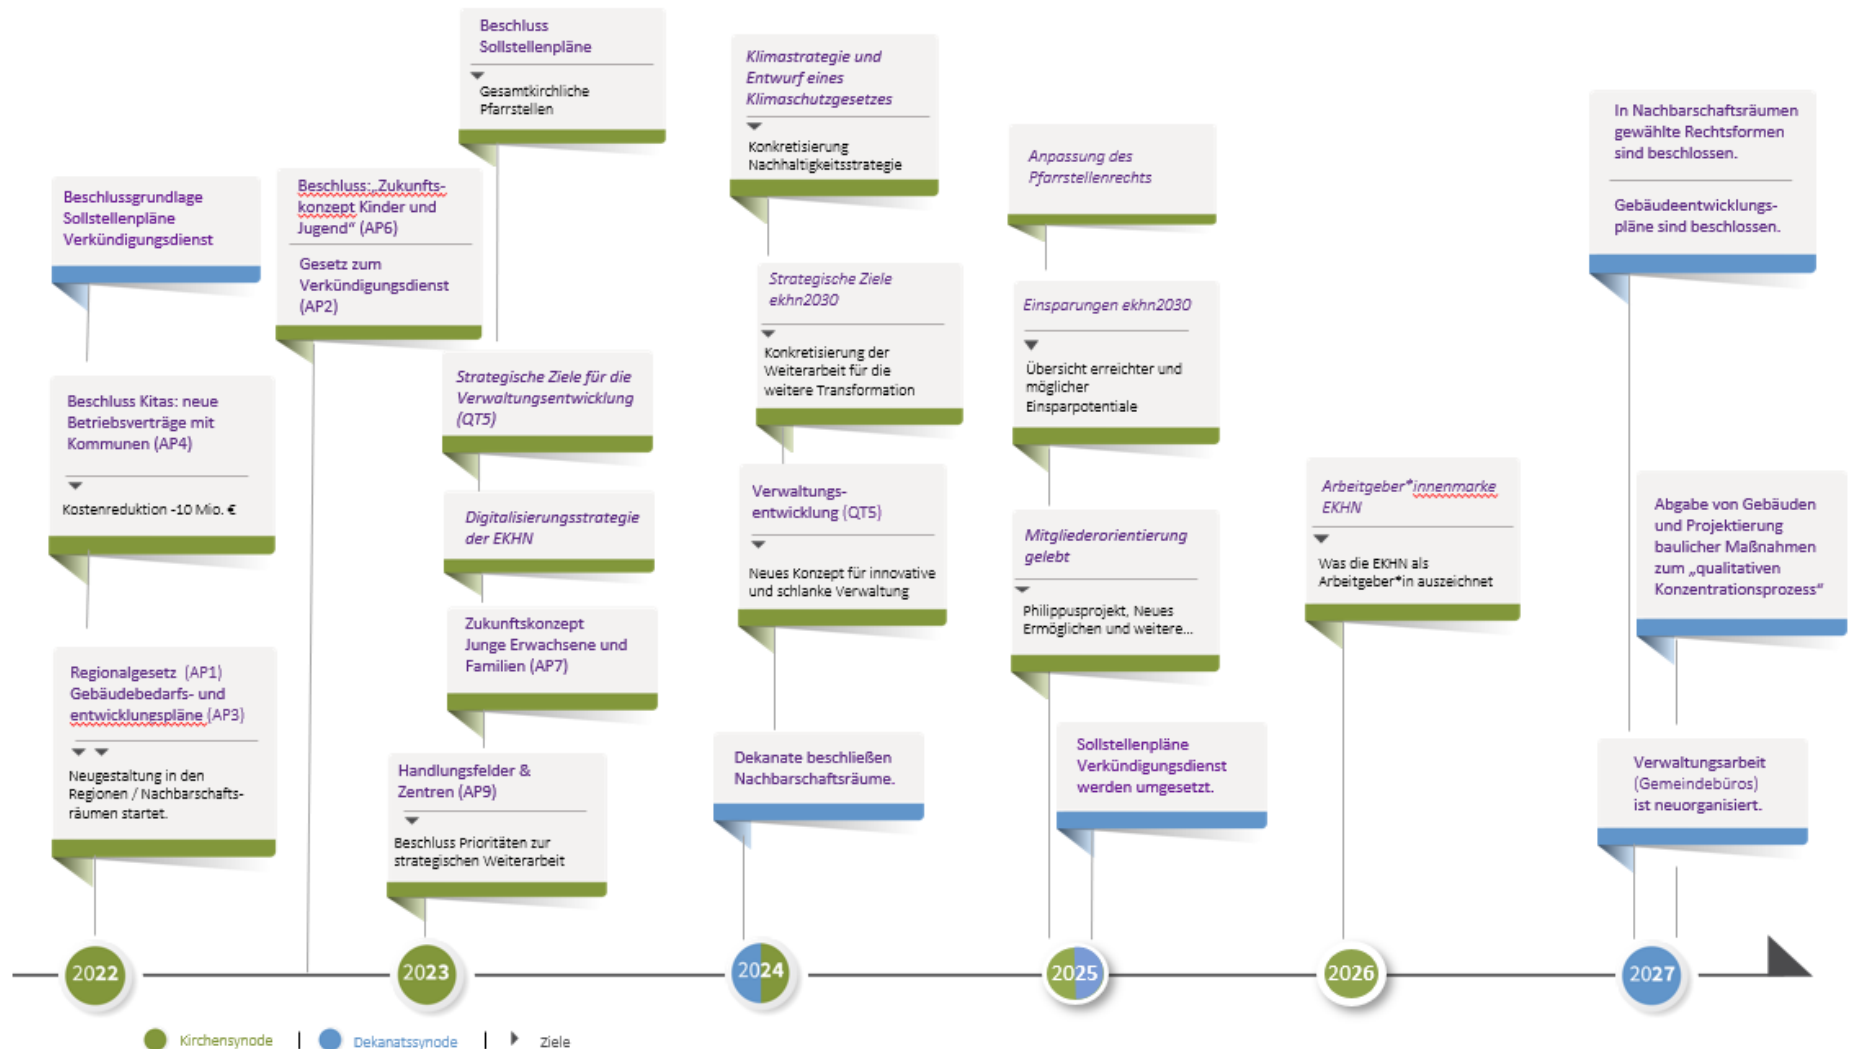 Beschlussgrundlage
Sollstellenpläne
Verkündigungsdienst
Beschluss Kitas: neue
Betriebsverträge mit
Kommunen (AP4)
Kostenreduktion -10 Mio. €
Regionalgesetz (AP1)
Gebäudebedarfs- und
entwicklungspläne (AP3)
Neugestaltung in den
Regionen / Nachbarschafts-
räumen startet.
Beschluss:„Zukunfts-
konzept Kinder und
Jugend“ (AP6)
Gesetz zum
Verkündigungsdienst
(AP2)
Beschluss
Sollstellenpläne
Gesamtkirchliche
Pfarrstellen
Strategische Ziele für die
Verwaltungsentwicklung
(QT5)
Digitalisierungsstrategie
der EKHN
Zukunftskonzept
Junge Erwachsene und
Familien (AP7)
Handlungsfelder &
Zentren (AP9)
Beschluss Prioritäten zur
strategischen Weiterarbeit
Klimastrategie und
Entwurf eines
Klimaschutzgesetzes
Konkretisierung
Nachhaltigkeitsstrategie
Strategische Ziele
ekhn2030
Konkretisierung der
Weiterarbeit für die
weitere Transformation
Verwaltungs-
entwicklung (QT5)
Neues Konzept für innovative
und schlanke Verwaltung
Dekanate beschließen
Nachbarschaftsräume.
Anpassung des
Pfarrstellenrechts
Einsparungen ekhn2030
Übersicht erreichter und
möglicher
Einsparpotentiale
Mitgliederorientierung
gelebt
Philippusprojekt, Neues
Ermöglichen und weitere...
Sollstellenpläne
Verkündigungsdienst
werden umgesetzt.
Arbeitgeber*innenmarke
EKHN
Was die EKHN als
Arbeitgeber*in auszeichnet
In Nachbarschaftsräumen
gewählte Rechtsformen
sind beschlossen.
Gebäudeentwicklungs-
pläne sind beschlossen.
Abgabe von Gebäuden
und Projektierung
baulicher Maßnahmen
zum „qualitativen
Konzentrationsprozess“
Verwaltungsarbeit
(Gemeindebüros)
ist neuorganisiert.
2022
2023
2024
2025
2026
2027
Kirchensynode
Dekanatssynode
Ziele